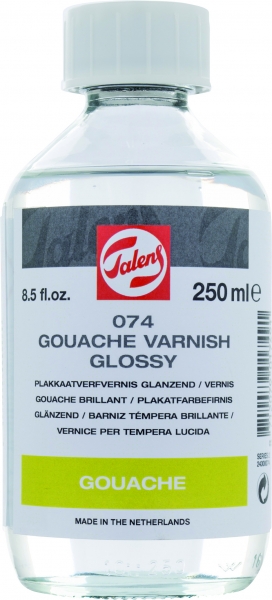 Talens
8.5 fl.oz. 250 ml e
074
GOUACHE VARNISH
GLOSSY
PLAKKAATVERFVERNIS GLANZEND / VERNIS
GOUACHE BRILLANT / PLAKATFARBEFIRNIS
GLÄNZEND / BARNIZ TÉMPERA BRILLANTE /
VERNICE PER TEMPERA LUCIDA
GOUACHE
MADE IN THE NETHERLANDS